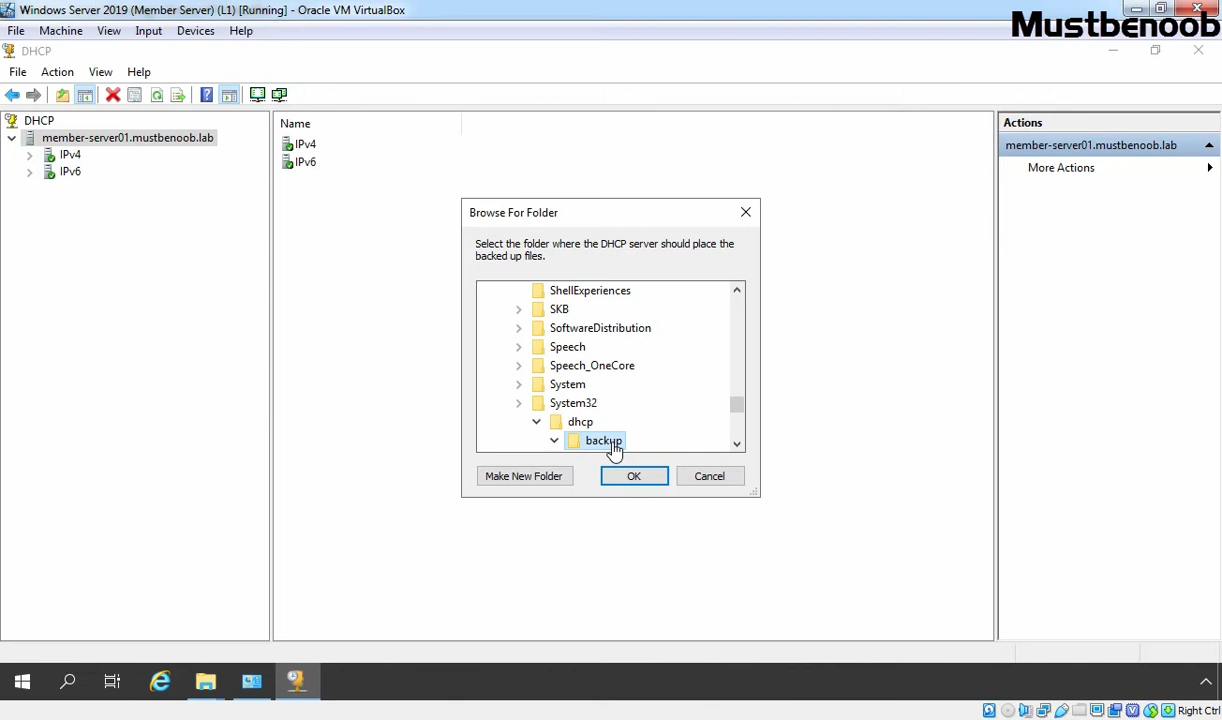 Windows Server 2019 (Member Server) (L1) [Running] - Oracle VM VirtualBox
Mustbenoob
File Machine View Input Devices Help
DHCP
File Action View Help
DHCP
member-server01.mustbenoob.lab
IPv4
IPv6
Name
IPv4
IPv6
Actions
member-server01.mustbenoob.lab
More Actions
Browse For Folder
Select the folder where the DHCP server should place the
backed up files.
ShellExperiences
SKB
SoftwareDistribution
Speech
Speech_OneCore
System
System32
dhcp
backup
Make New Folder OK Cancel
Right Ctrl